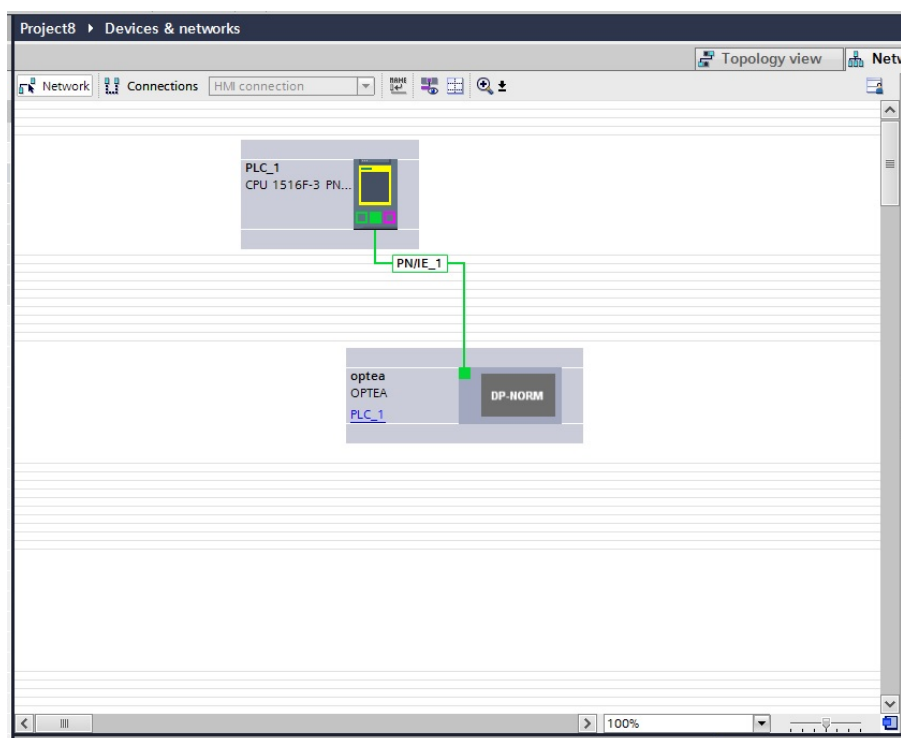 Project8 ▸ Devices & networks
Topology view
Network Connections HMI connection
PLC_1
CPU 1516F-3 PN...
PN/IE_1
optea
OPTEA
DP-NORM
PLC_1
100%